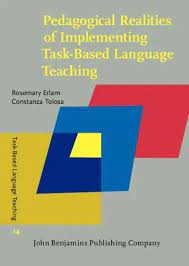 Pedagogical Realities
of Implementing
Task-Based Language
Teaching
Rosemary Erlam
Constanza Tolosa
Task-Based Language Teaching
14
John Benjamins Publishing Company